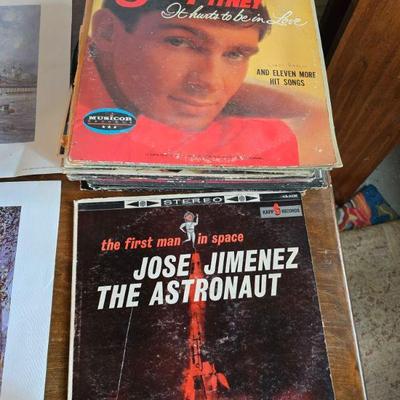 ITNEY
It hurts to be in Love
AND ELEVEN MORE
HIT SONGS
MUSICOR
STEREO
KAPP RECORDS
the first man in space
JOSE JIMENEZ
THE ASTRONAUT